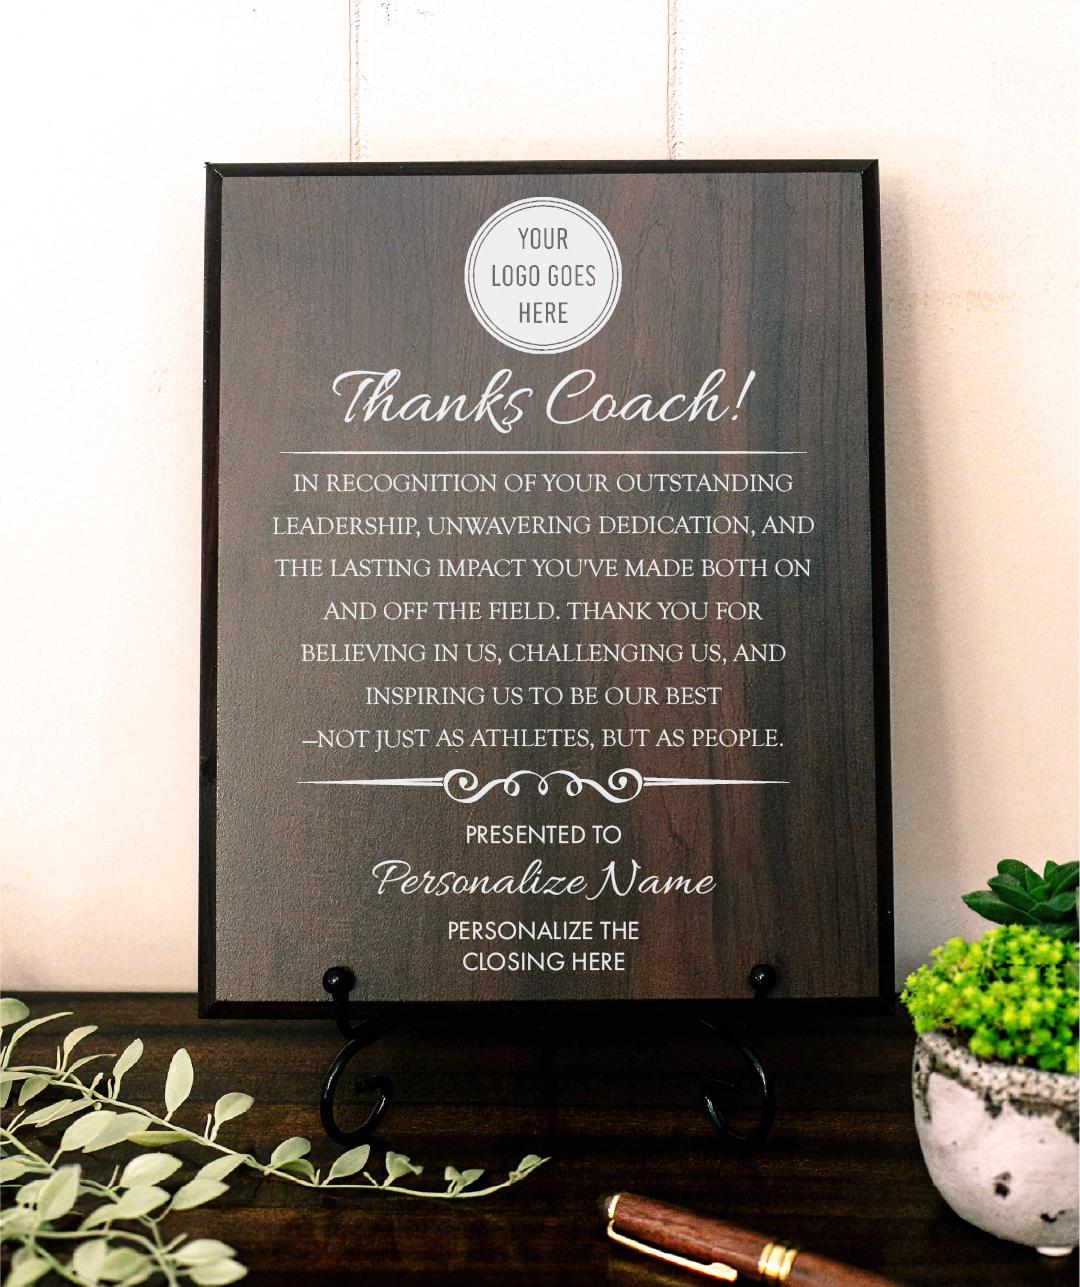 YOUR
LOGO GOES
HERE
Thanks Coach!
IN RECOGNITION OF YOUR OUTSTANDING
LEADERSHIP, UNWAVERING DEDICATION, AND
THE LASTING IMPACT YOU'VE MADE BOTH ON
AND OFF THE FIELD. THANK YOU FOR
BELIEVING IN US, CHALLENGING US, AND
INSPIRING US TO BE OUR BEST
–NOT JUST AS ATHLETES, BUT AS PEOPLE.
PRESENTED TO
Personalize Name
PERSONALIZE THE
CLOSING HERE